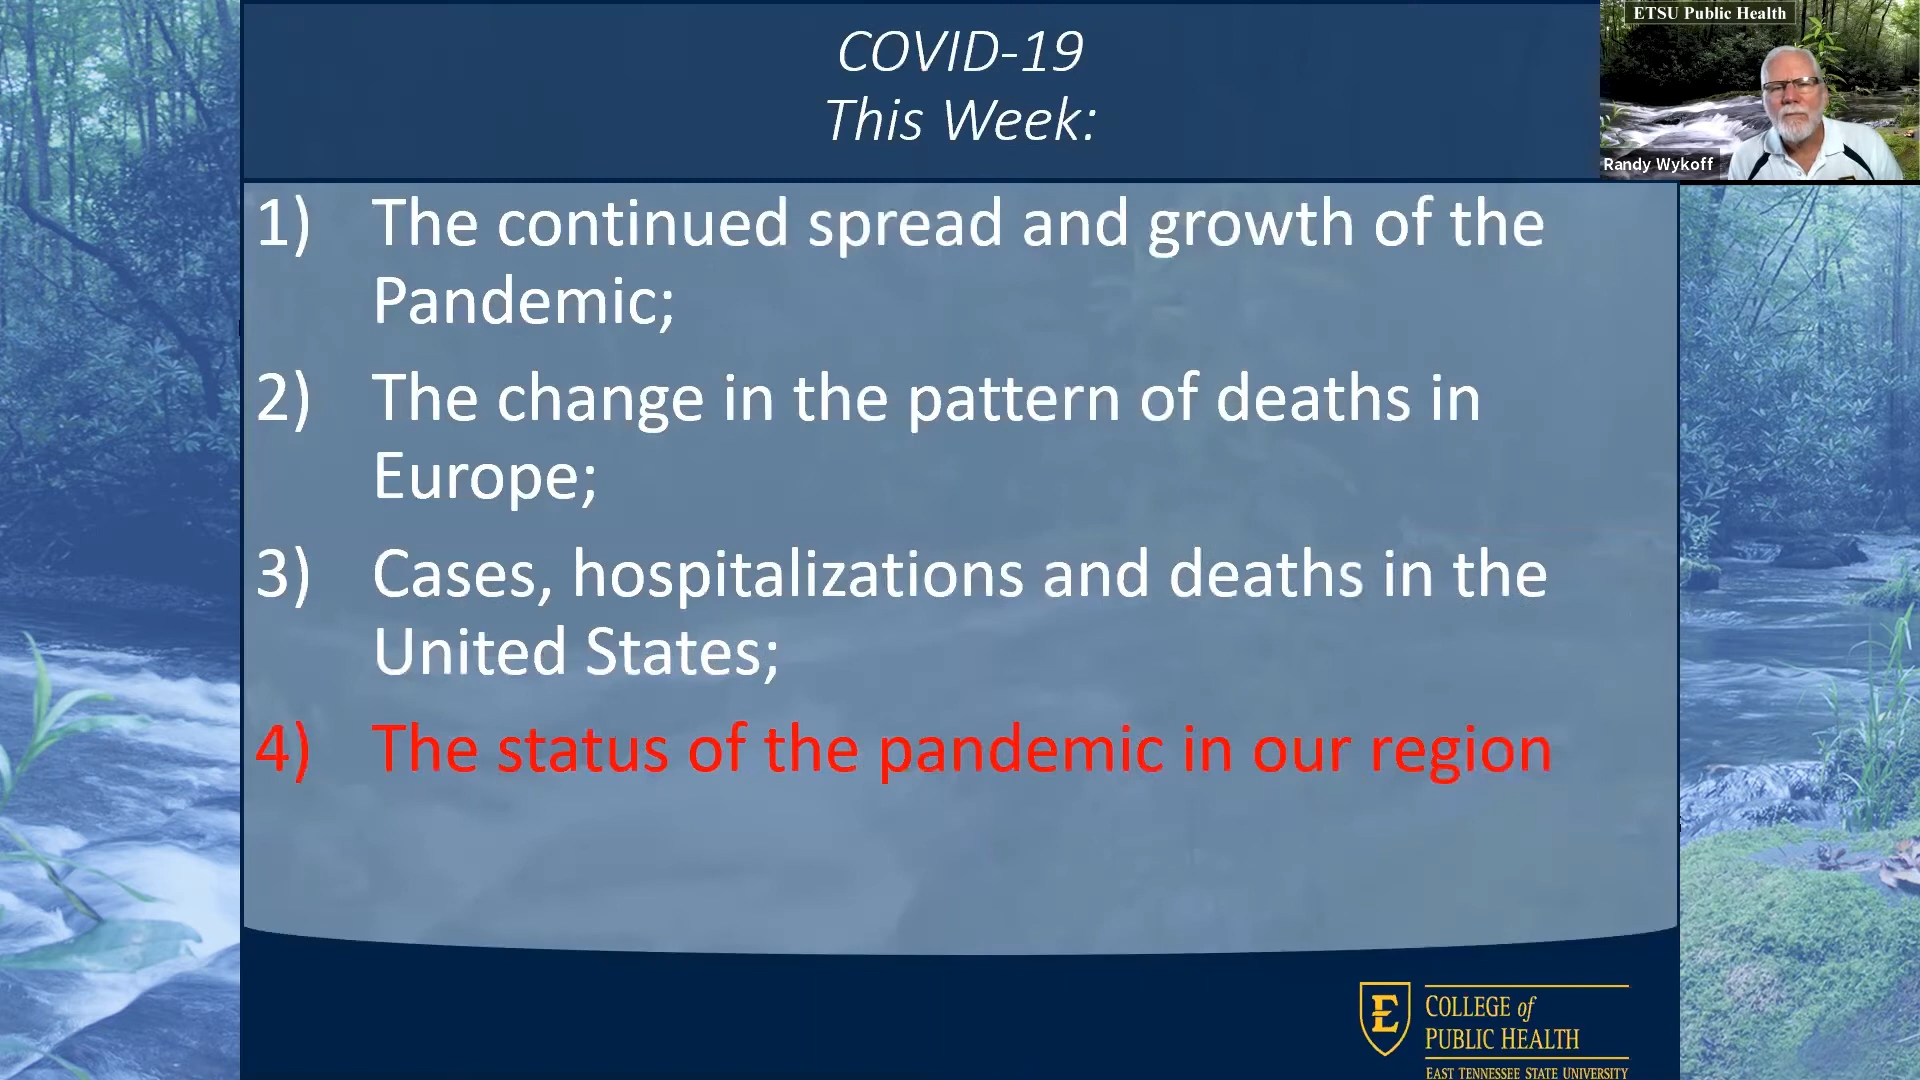 COVID-19
This Week:
ETSU Public Health
Randy Wykoff
1) The continued spread and growth of the
Pandemic;
2) The change in the pattern of deaths in
Europe;
3) Cases, hospitalizations and deaths in the
United States;
4) The status of the pandemic in our region
E
COLLEGE of
PUBLIC HEALTH
EAST TENNESSEE STATE UNIVERSITY